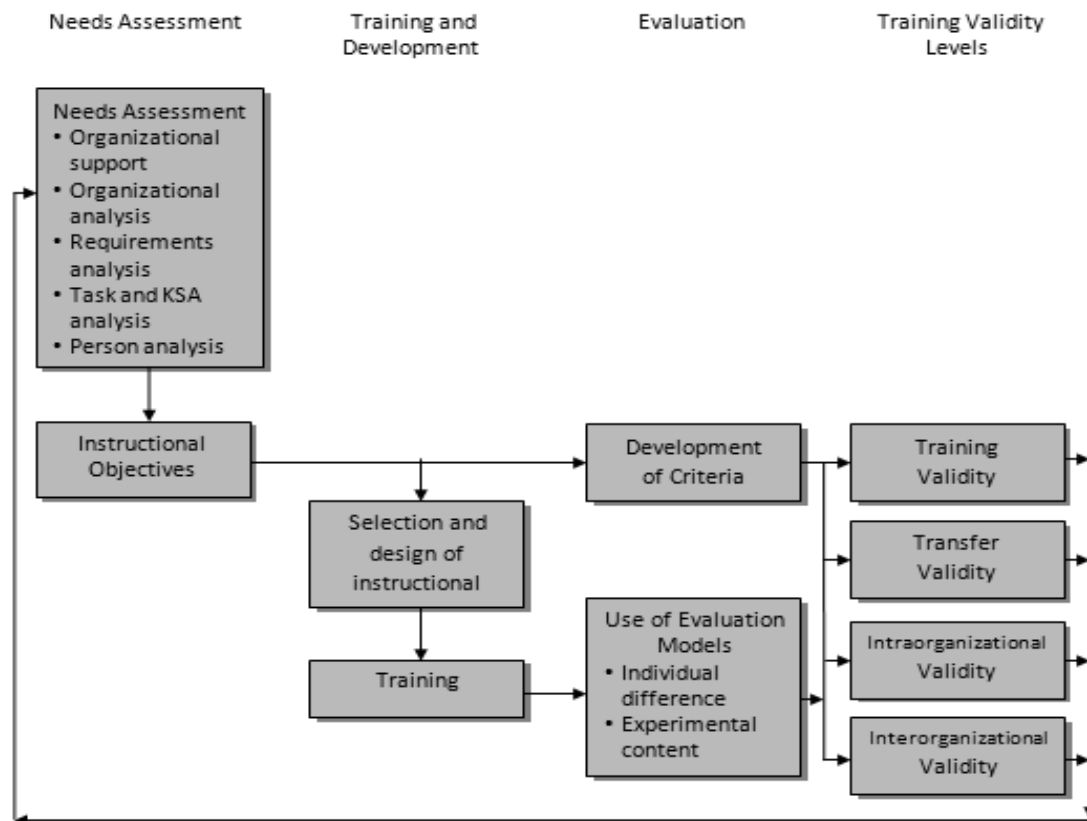 Needs Assessment
Training and
Development
Evaluation
Training Validity
Levels
Needs Assessment
• Organizational
support
• Organizational
analysis
• Requirements
analysis
• Task and KSA
analysis
• Person analysis
Instructional
Objectives
Selection and
design of
instructional
Training
Development
of Criteria
Use of Evaluation
Models
• Individual
difference
• Experimental
content
Training
Validity
Transfer
Validity
Intraorganizational
Validity
Interorganizational
Validity